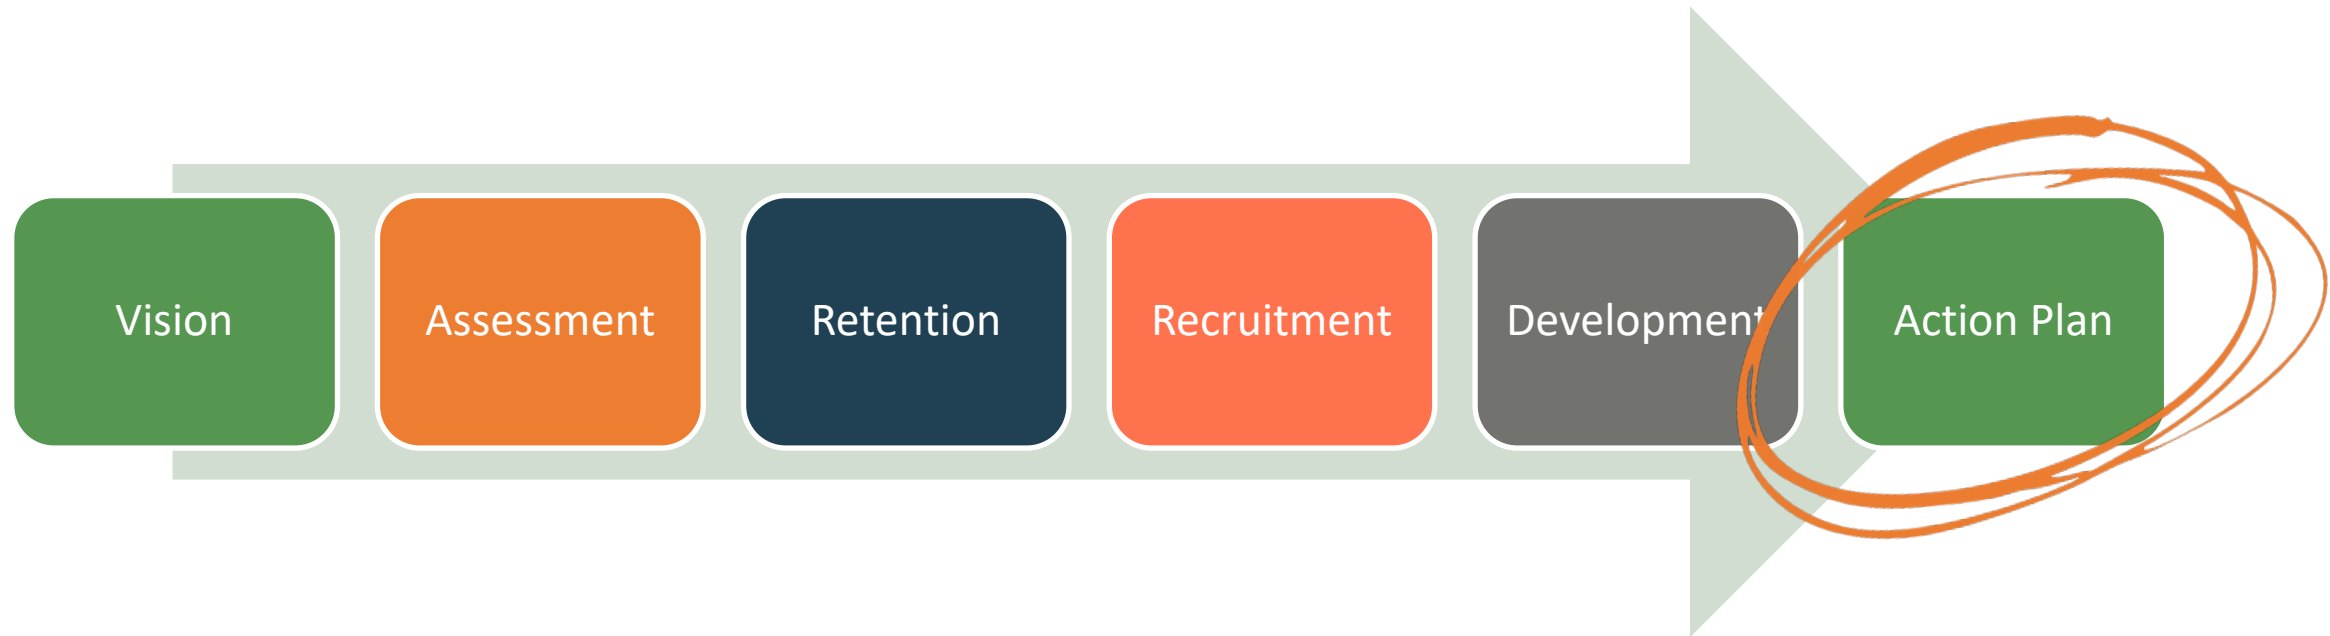 Vision
Assessment
Retention
Recruitment
Development
Action Plan